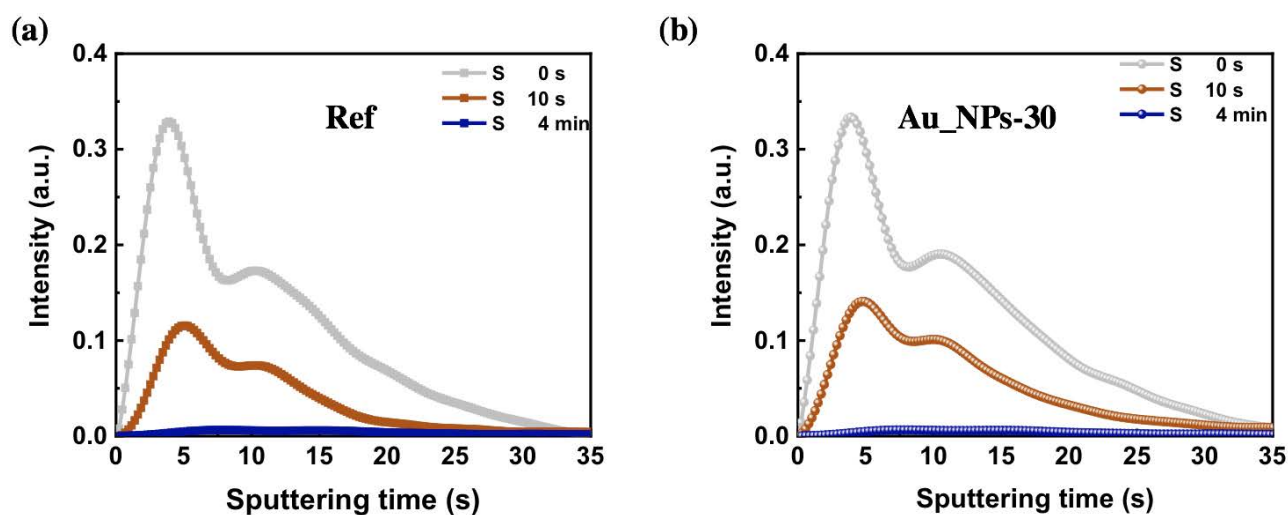 (a)
Intensity (a.u.)
0.4
0.3
0.2
0.1
0.0
S 0 s
S 10 s
S 4 min
Ref
0 5 10 15 20 25 30 35
Sputtering time (s)
(b)
Intensity (a.u.)
0.4
0.3
0.2
0.1
0.0
S 0 s
S 10 s
S 4 min
Au_NPs-30
0 5 10 15 20 25 30 35
Sputtering time (s)